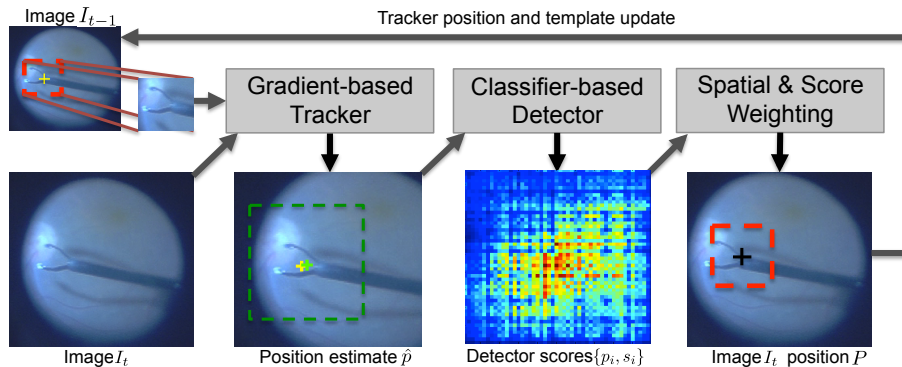 Image I_{t-1}
Tracker position and template update
Gradient-based
Tracker
Classifier-based
Detector
Spatial & Score
Weighting
Image I_t
Position estimate p̂
Detector scores{p_i, s_i}
Image I_t position P